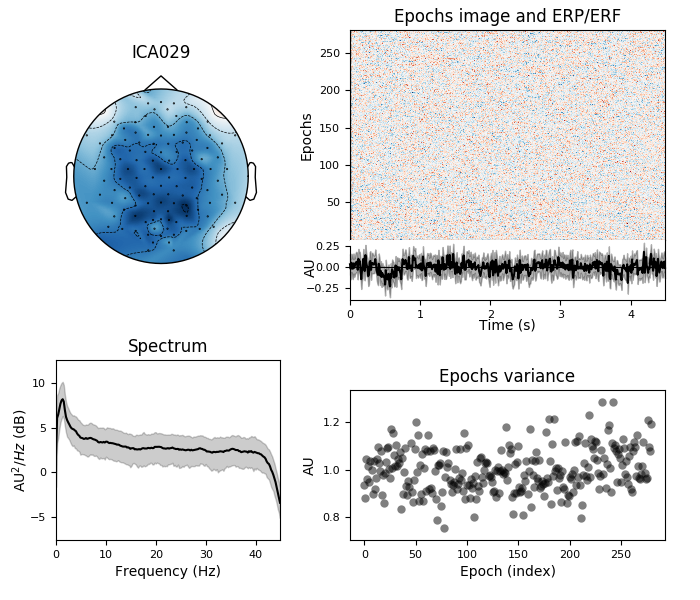 ICA029
Epochs image and ERP/ERF
Epochs
250
200
150
100
50
AU
0.25
0.00
−0.25
0 1 2 3 4
Time (s)
Spectrum
AU²/Hz (dB)
10
5
0
−5
0 10 20 30 40
Frequency (Hz)
Epochs variance
AU
1.2
1.0
0.8
0 50 100 150 200 250
Epoch (index)